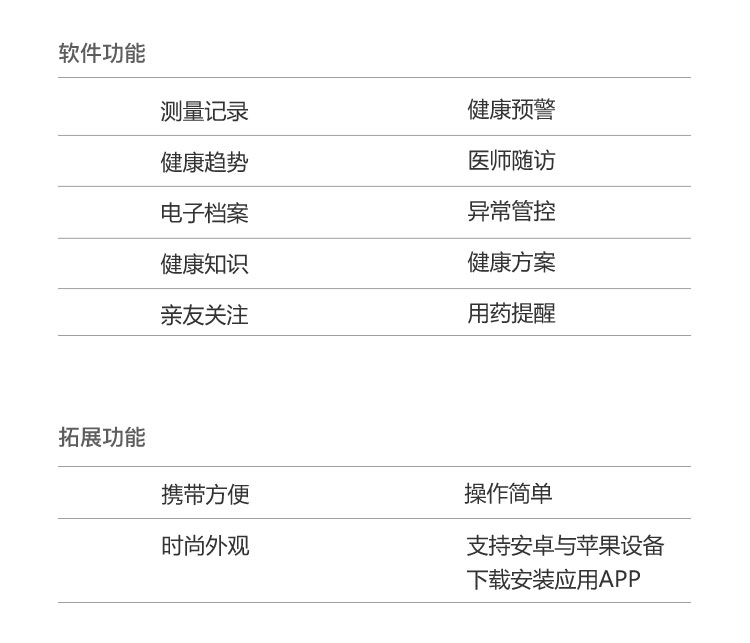 软件功能
测量记录 健康预警
健康趋势 医师随访
电子档案 异常管控
健康知识 健康方案
亲友关注 用药提醒
拓展功能
携带方便 操作简单
时尚外观 支持安卓与苹果设备
下载安装应用APP